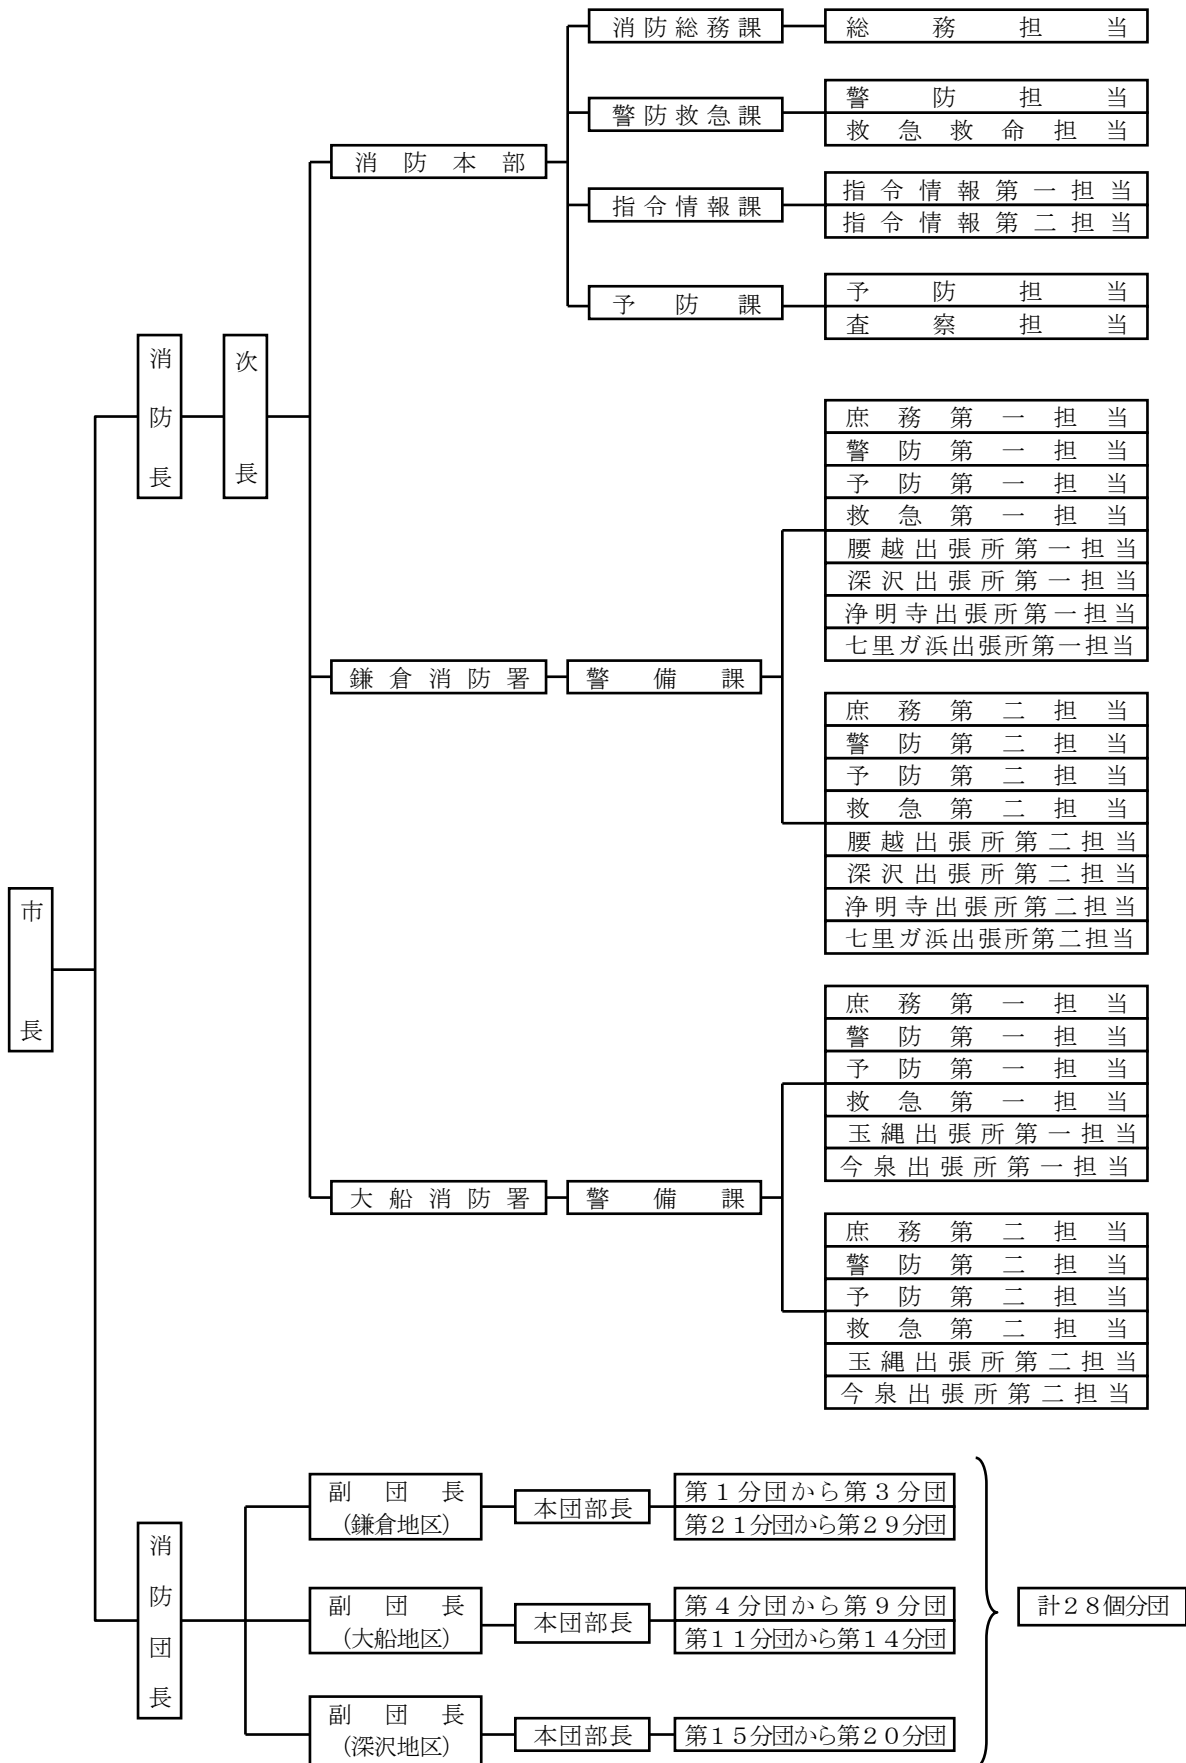 消防総務課
総務担当
警防救急課
警防担当
救急救命担当
消防本部
指令情報課
指令情報第一担当
指令情報第二担当
予防課
予防担当
査察担当
消防長
次長
庶務第一担当
警防第一担当
予防第一担当
救急第一担当
腰越出張所第一担当
深沢出張所第一担当
浄明寺出張所第一担当
七里ガ浜出張所第一担当
鎌倉消防署
警備課
庶務第二担当
警防第二担当
予防第二担当
救急第二担当
腰越出張所第二担当
深沢出張所第二担当
浄明寺出張所第二担当
七里ガ浜出張所第二担当
市長
庶務第一担当
警防第一担当
予防第一担当
救急第一担当
玉縄出張所第一担当
今泉出張所第一担当
大船消防署
警備課
庶務第二担当
警防第二担当
予防第二担当
救急第二担当
玉縄出張所第二担当
今泉出張所第二担当
消防団長
副団長
(鎌倉地区)
本団部長
第1分団から第3分団
第21分団から第29分団
副団長
(大船地区)
本団部長
第4分団から第9分団
第11分団から第14分団
計28個分団
副団長
(深沢地区)
本団部長
第15分団から第20分団